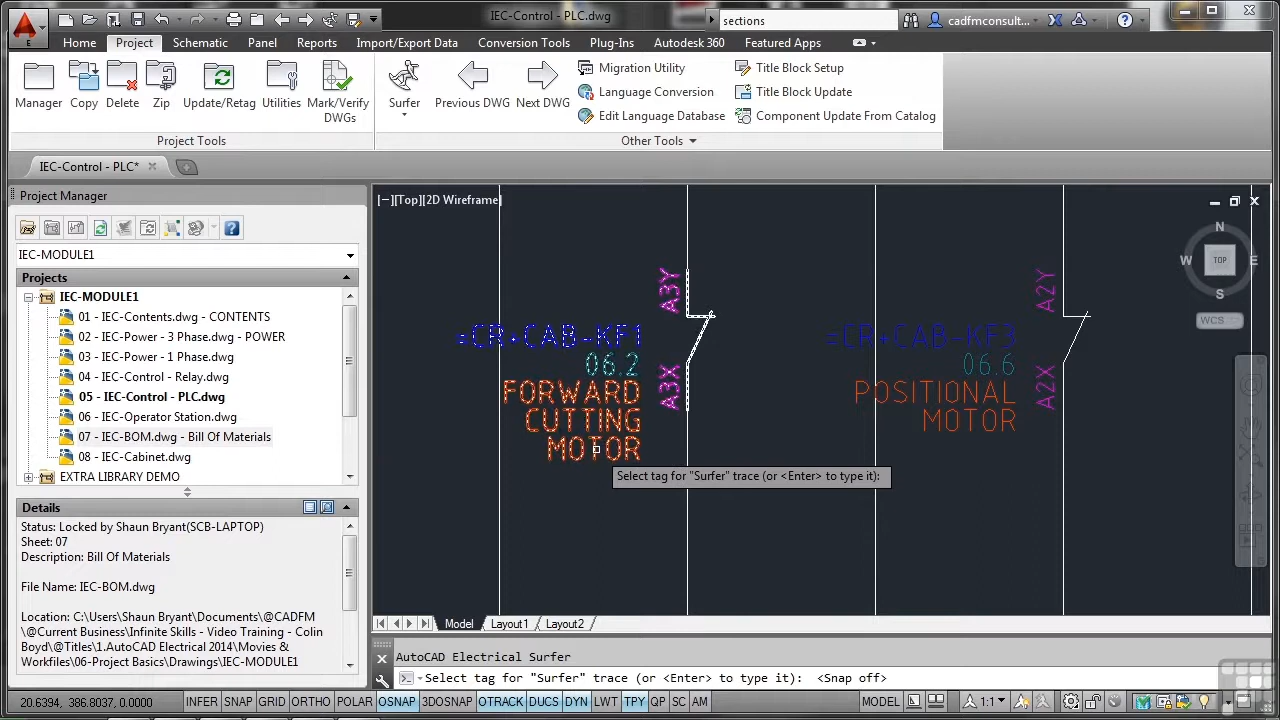 IEC-Control - PLC.dwg
sections
cadfmconsult...
E
Home Project Schematic Panel Reports Import/Export Data Conversion Tools Plug-Ins Autodesk 360 Featured Apps
Manager Copy Delete Zip Update/Retag Utilities Mark/Verify DWGs
Surfer Previous DWG Next DWG
Migration Utility
Language Conversion
Edit Language Database
Title Block Setup
Title Block Update
Component Update From Catalog
Project Tools
Other Tools
IEC-Control - PLC*
Project Manager
IEC-MODULE1
Projects
IEC-MODULE1
01 - IEC-Contents.dwg - CONTENTS
02 - IEC-Power - 3 Phase.dwg - POWER
03 - IEC-Power - 1 Phase.dwg
04 - IEC-Control - Relay.dwg
05 - IEC-Control - PLC.dwg
06 - IEC-Operator Station.dwg
07 - IEC-BOM.dwg - Bill Of Materials
08 - IEC-Cabinet.dwg
EXTRA LIBRARY DEMO
Details
Status: Locked by Shaun Bryant(SCB-LAPTOP)
Sheet: 07
Description: Bill Of Materials
File Name: IEC-BOM.dwg
Location: C:\Users\Shaun Bryant\Documents\@CADFM
\@Current Business\Infinite Skills - Video Training - Colin
Boyd\@Titles\1.AutoCAD Electrical 2014\Movies &
Workfiles\06-Project Basics\Drawings\IEC-MODULE1
[−][Top][2D Wireframe]
A3Y
=CR+CAB-KF1
06.2
A3X
FORWARD
CUTTING
MOTOR
A2Y
=CR+CAB-KF3
06.6
A2X
POSITIONAL
MOTOR
Select tag for "Surfer" trace (or <Enter> to type it):
N
W TOP E
S
WCS
Model Layout1 Layout2
AutoCAD Electrical Surfer
Select tag for "Surfer" trace (or <Enter> to type it): <Snap off>
20.6394, 386.8037, 0.0000 INFER SNAP GRID ORTHO POLAR OSNAP 3DOSNAP OTRACK DUCS DYN LWT TPY QP SC AM MODEL 1:1